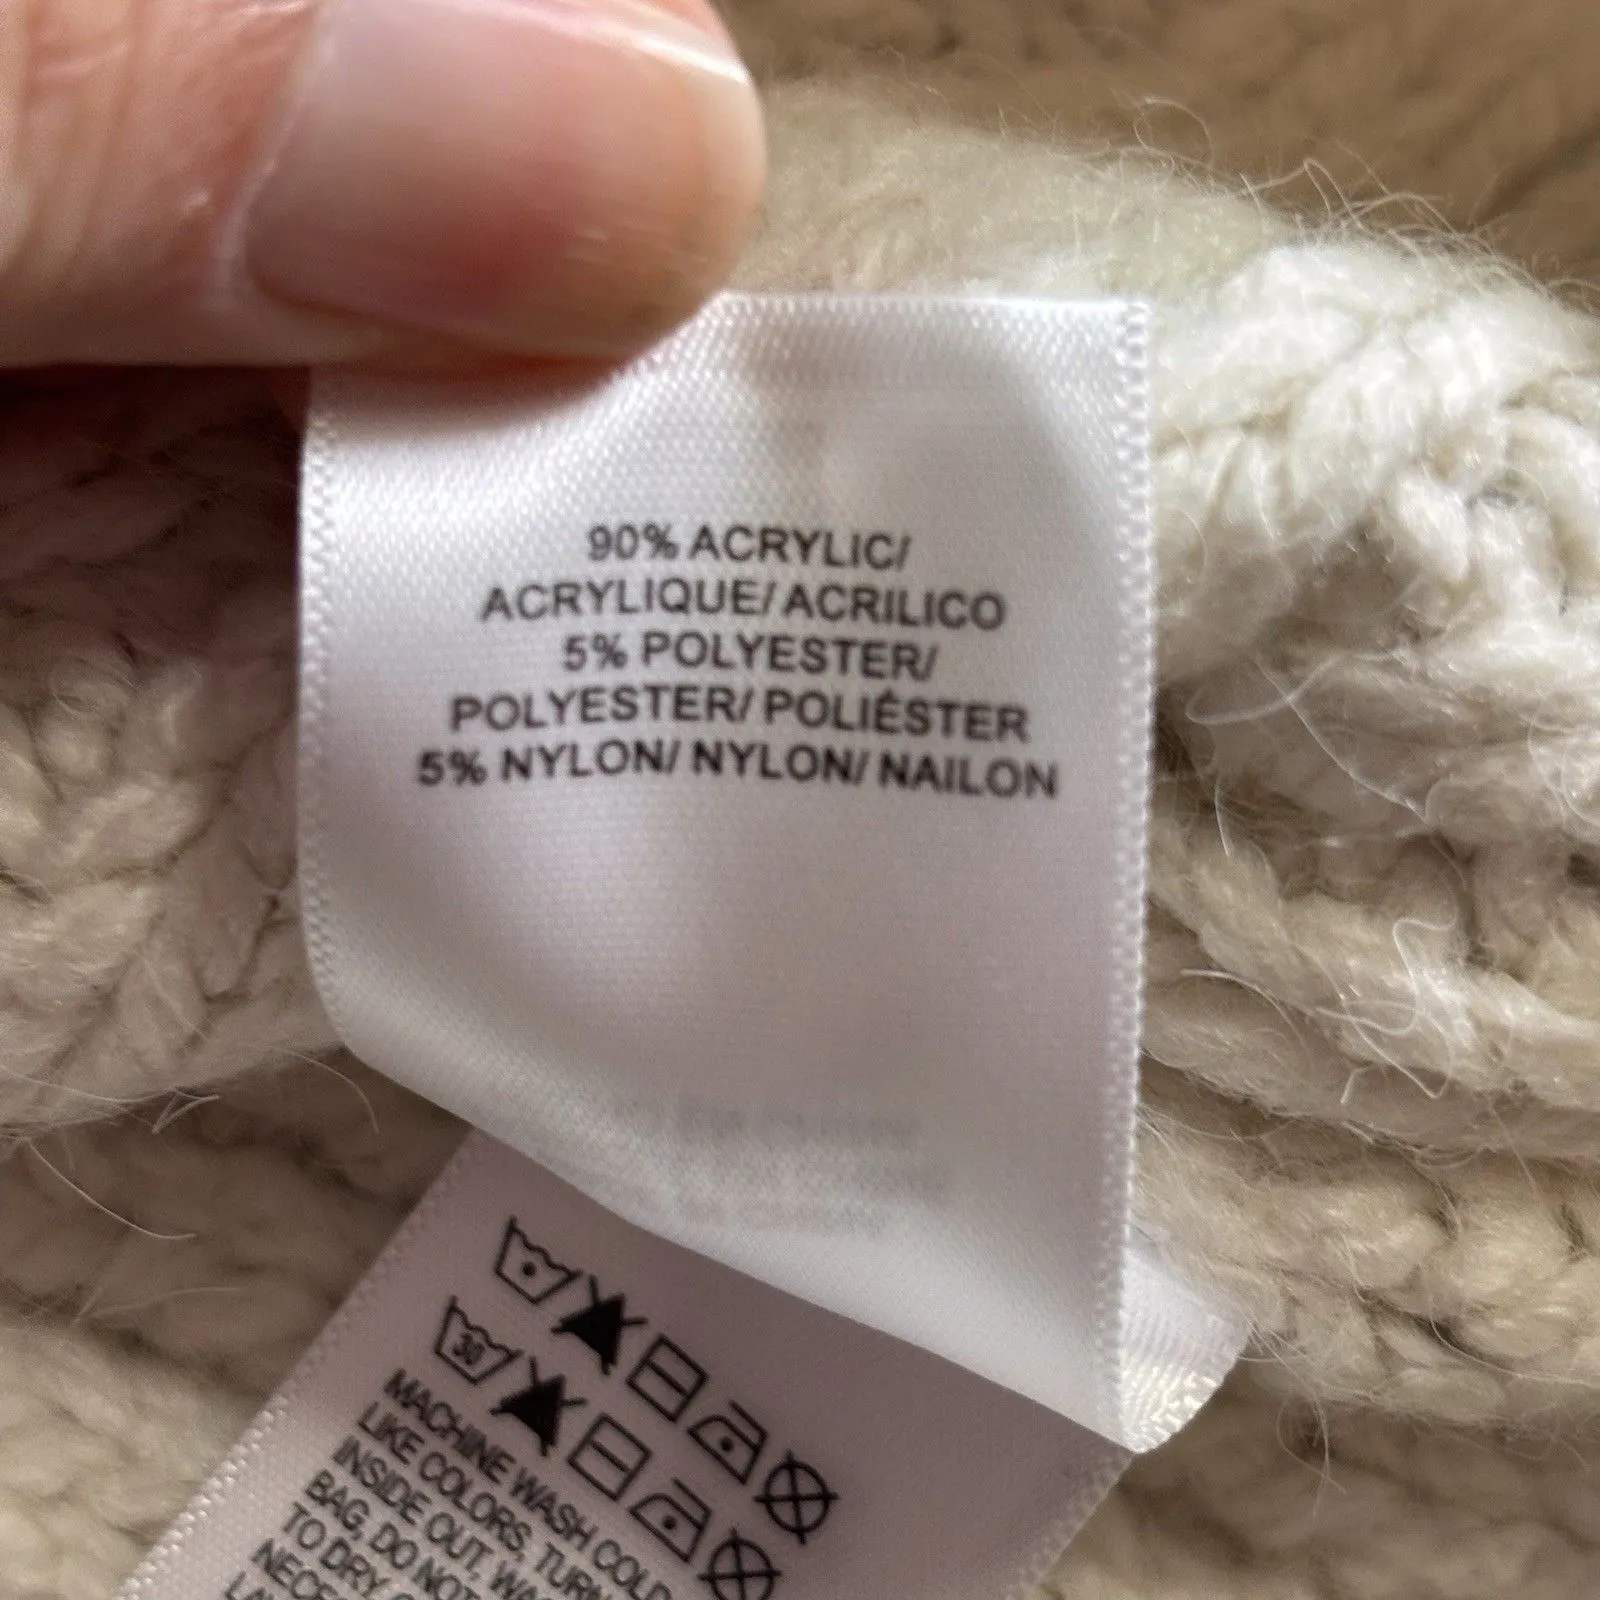 90% ACRYLIC/
ACRYLIQUE/ ACRILICO
5% POLYESTER/
POLYESTER/ POLIÉSTER
5% NYLON/ NYLON/ NAILON
30
MACHINE WASH COLD
LIKE COLORS, TURN
INSIDE OUT,
BAG, DO NOT
TO DRY,